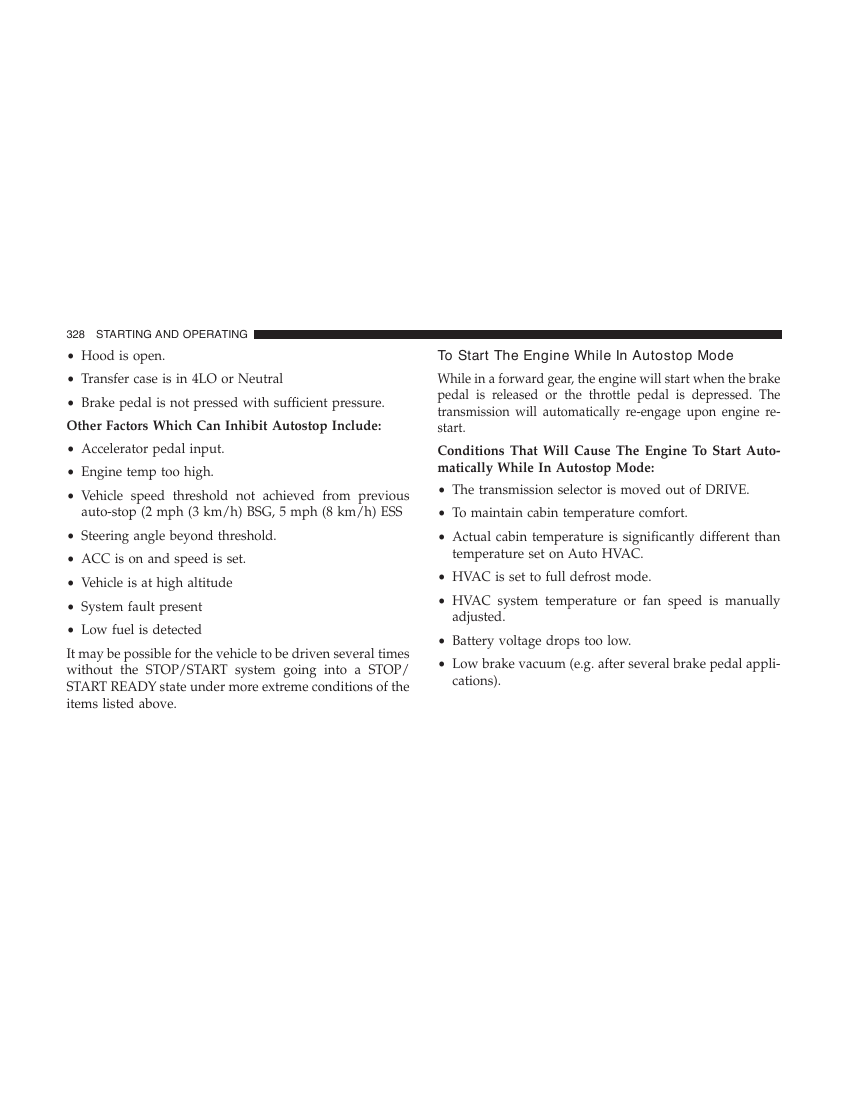 328 STARTING AND OPERATING
• Hood is open.
• Transfer case is in 4LO or Neutral
• Brake pedal is not pressed with sufficient pressure.
Other Factors Which Can Inhibit Autostop Include:
• Accelerator pedal input.
• Engine temp too high.
• Vehicle speed threshold not achieved from previous
auto-stop (2 mph (3 km/h) BSG, 5 mph (8 km/h) ESS
• Steering angle beyond threshold.
• ACC is on and speed is set.
• Vehicle is at high altitude
• System fault present
• Low fuel is detected
It may be possible for the vehicle to be driven several times
without the STOP/START system going into a STOP/
START READY state under more extreme conditions of the
items listed above.
To Start The Engine While In Autostop Mode
While in a forward gear, the engine will start when the brake
pedal is released or the throttle pedal is depressed. The
transmission will automatically re-engage upon engine re-
start.
Conditions That Will Cause The Engine To Start Auto-
matically While In Autostop Mode:
• The transmission selector is moved out of DRIVE.
• To maintain cabin temperature comfort.
• Actual cabin temperature is significantly different than
temperature set on Auto HVAC.
• HVAC is set to full defrost mode.
• HVAC system temperature or fan speed is manually
adjusted.
• Battery voltage drops too low.
• Low brake vacuum (e.g. after several brake pedal appli-
cations).